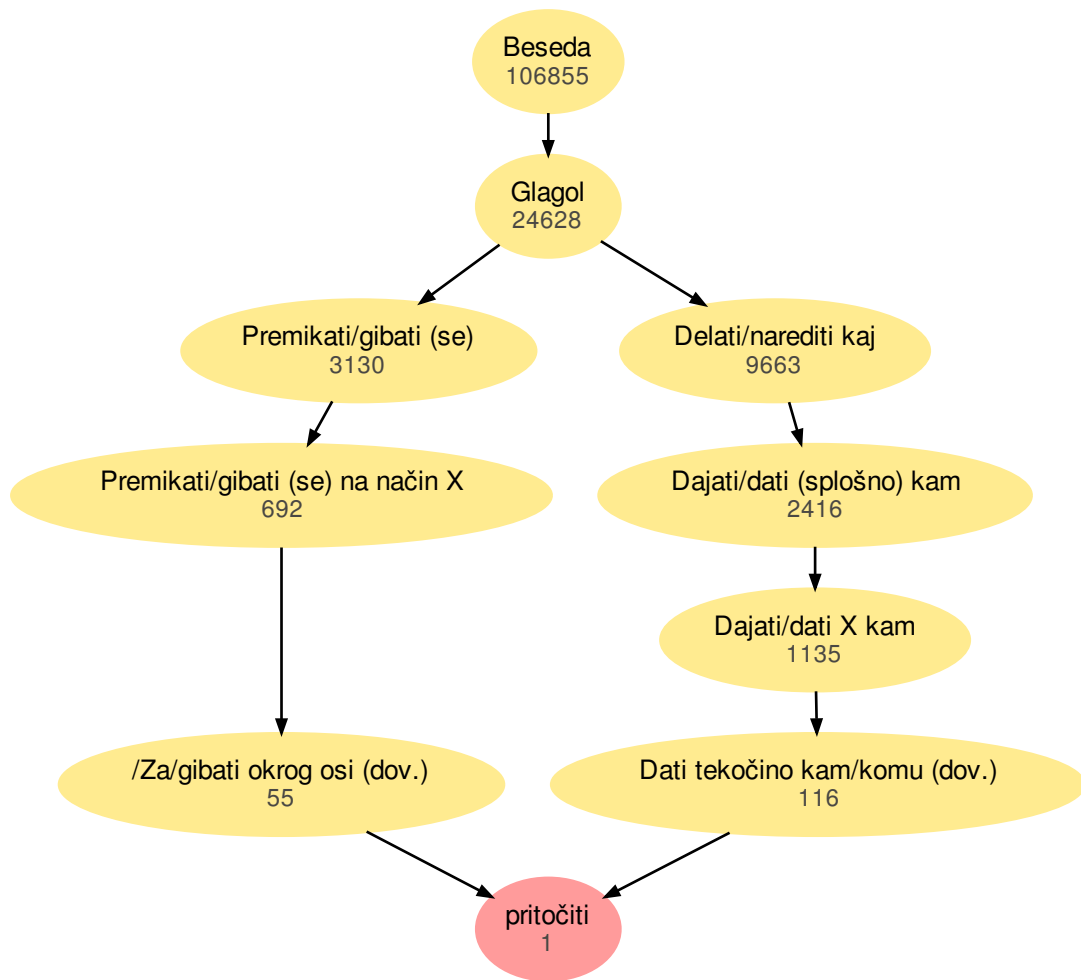 Beseda
106855
Glagol
24628
Premikati/gibati (se)
3130
Delati/narediti kaj
9663
Premikati/gibati (se) na način X
692
Dajati/dati (splošno) kam
2416
Dajati/dati X kam
1135
/Za/gibati okrog osi (dov.)
55
Dati tekočino kam/komu (dov.)
116
pritočiti
1